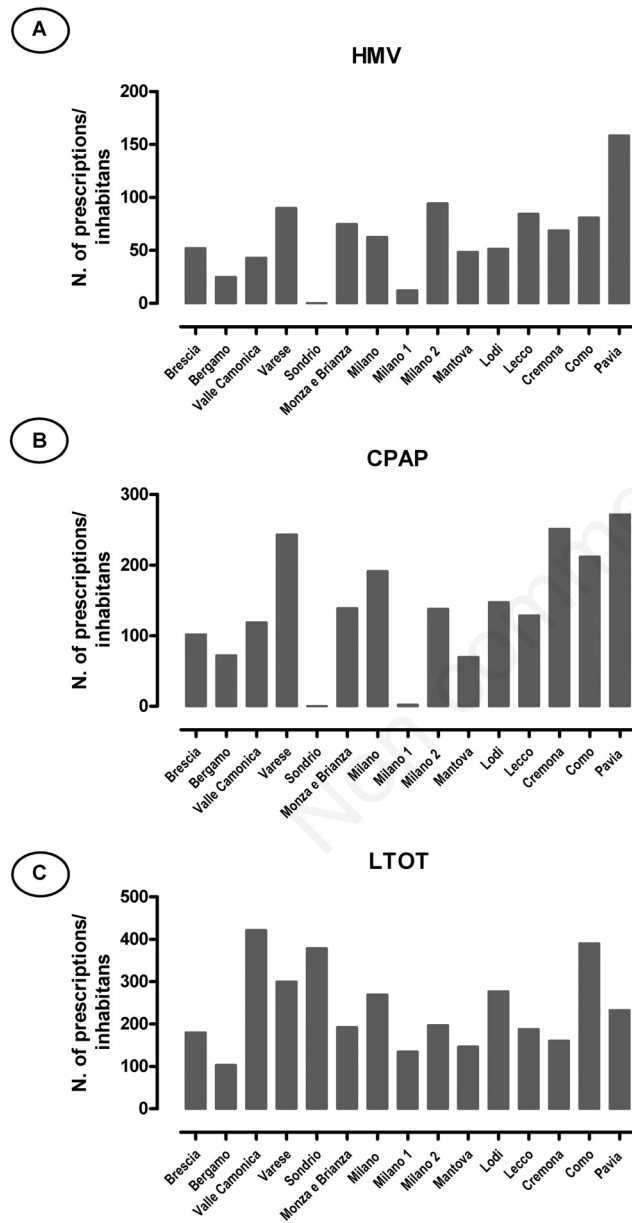 A
HMV
N. of prescriptions/
inhabitans
200
150
100
50
0
Brescia
Bergamo
Valle Camonica
Varese
Sondrio
Monza e Brianza
Milano
Milano 1
Milano 2
Mantova
Lodi
Lecco
Cremona
Como
Pavia
B
CPAP
N. of prescriptions/
inhabitans
300
200
100
0
Brescia
Bergamo
Valle Camonica
Varese
Sondrio
Monza e Brianza
Milano
Milano 1
Milano 2
Mantova
Lodi
Lecco
Cremona
Como
Pavia
C
LTOT
N. of prescriptions/
inhabitans
500
400
300
200
100
0
Brescia
Bergamo
Valle Camonica
Varese
Sondrio
Monza e Brianza
Milano
Milano 1
Milano 2
Mantova
Lodi
Lecco
Cremona
Como
Pavia
Non comme